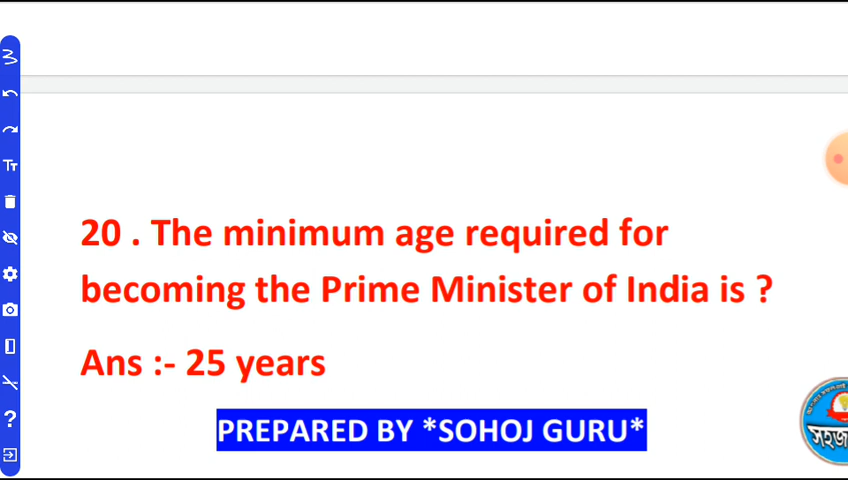 20 . The minimum age required for
becoming the Prime Minister of India is ?
Ans :- 25 years
PREPARED BY *SOHOJ GURU*
সহজ